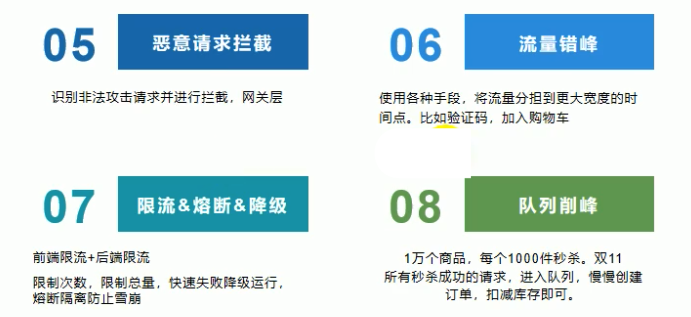 05 恶意请求拦截
识别非法攻击请求并进行拦截，网关层
06 流量错峰
使用各种手段，将流量分担到更大宽度的时
间点。比如验证码，加入购物车
07 限流&熔断&降级
前端限流+后端限流
限制次数，限制总量，快速失败降级运行，
熔断隔离防止雪崩
08 队列削峰
1万个商品，每个1000件秒杀。双11
所有秒杀成功的请求，进入队列，慢慢创建
订单，扣减库存即可。